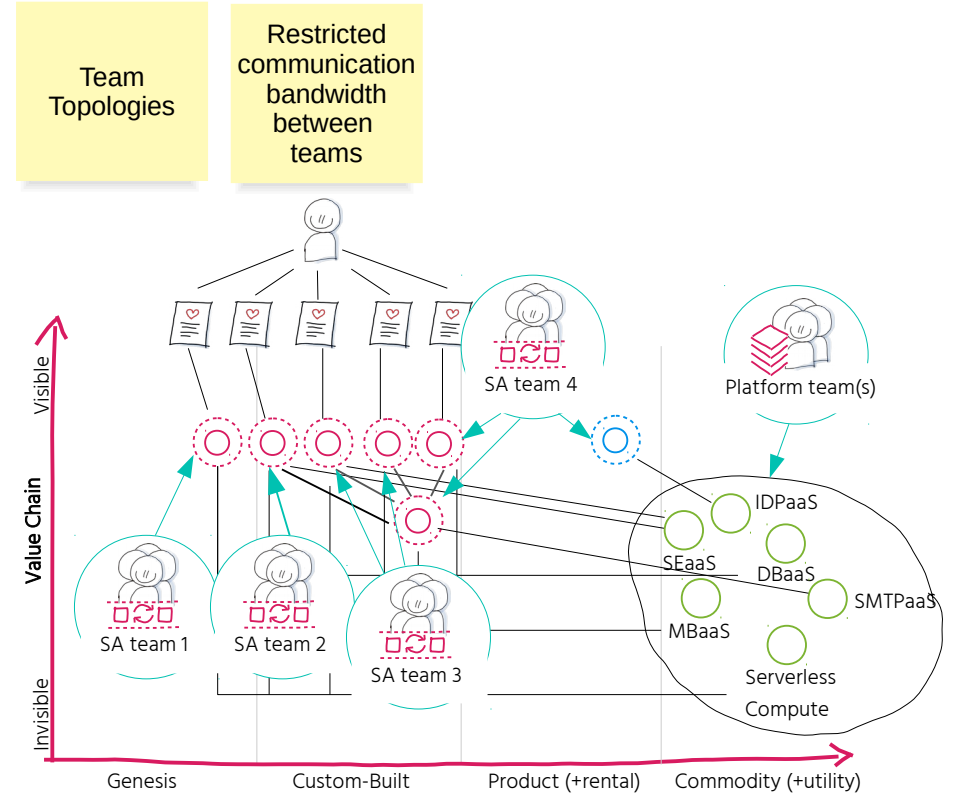 Team
Topologies
Restricted
communication
bandwidth
between
teams
Visible
Value Chain
Invisible
SA team 4
Platform team(s)
IDPaaS
SEaaS
DBaaS
SMTPaaS
MBaaS
SA team 1
SA team 2
SA team 3
Serverless
Compute
Genesis
Custom-Built
Product (+rental)
Commodity (+utility)